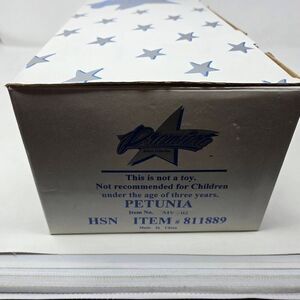 Premier
This is not a toy.
Not recommended for Children
under the age of three years.
PETUNIA
Item No.
HSN ITEM # 811889
Made In China